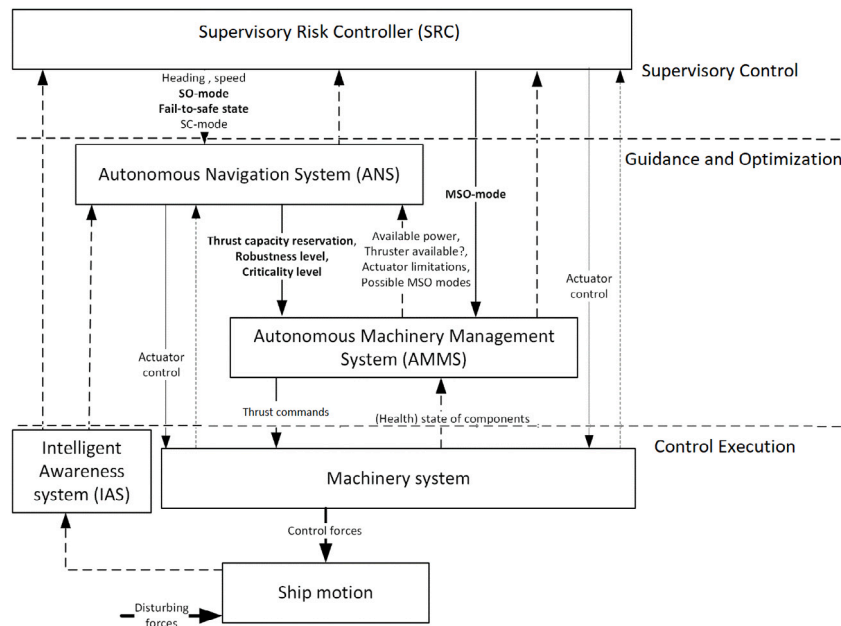 Supervisory Risk Controller (SRC)
Supervisory Control
Heading , speed
SO-mode
Fail-to-safe state
SC-mode
Guidance and Optimization
Autonomous Navigation System (ANS)
MSO-mode
Thrust capacity reservation,
Robustness level,
Criticality level
Available power,
Thruster available?,
Actuator limitations,
Possible MSO modes
Actuator
control
Autonomous Machinery Management
System (AMMS)
Actuator
control
Thrust commands
(Health) state of components
Control Execution
Intelligent
Awareness
system (IAS)
Machinery system
Control forces
Ship motion
Disturbing
forces